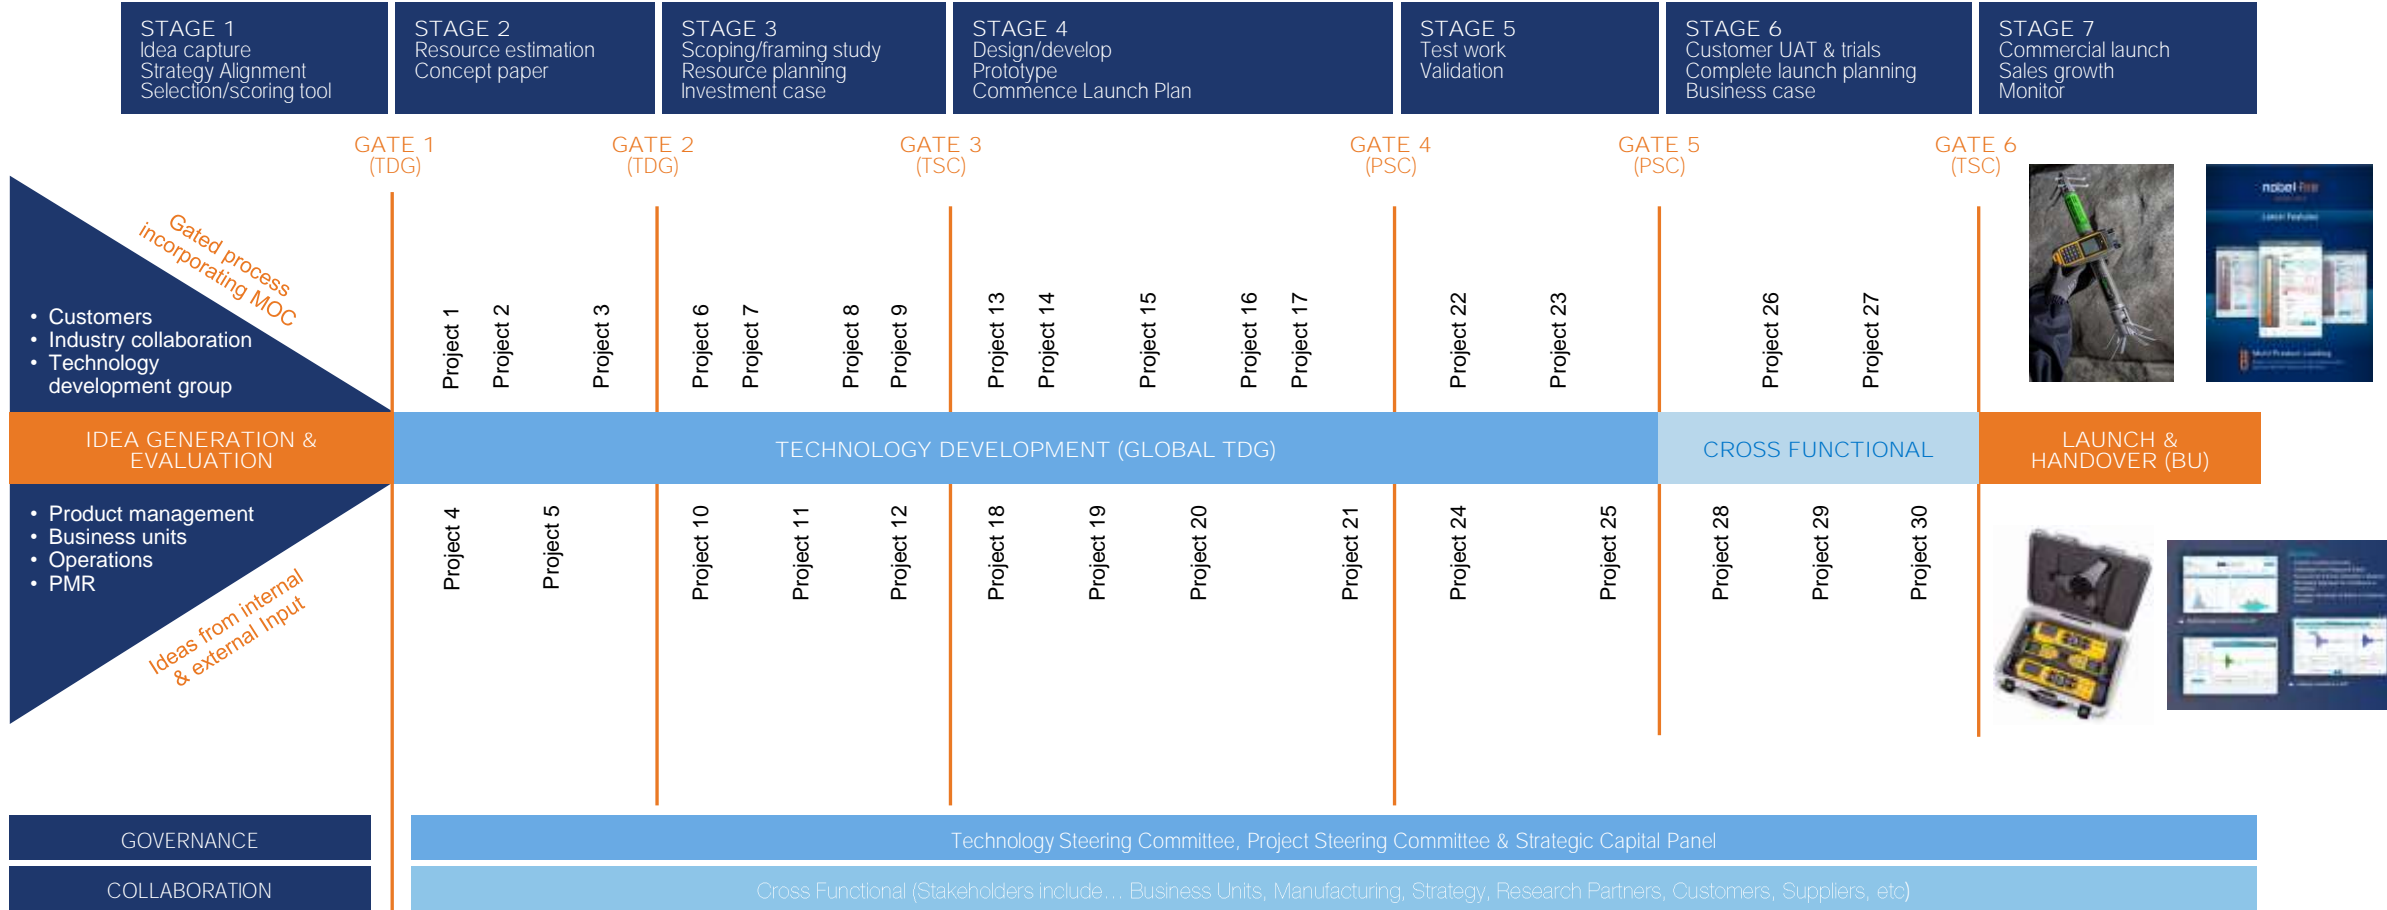 STAGE 1
Idea capture
Strategy Alignment
Selection/scoring tool
STAGE 2
Resource estimation
Concept paper
STAGE 3
Scoping/framing study
Resource planning
Investment case
STAGE 4
Design/develop
Prototype
Commence Launch Plan
STAGE 5
Test work
Validation
STAGE 6
Customer UAT & trials
Complete launch planning
Business case
STAGE 7
Commercial launch
Sales growth
Monitor
GATE 1
(TDG)
GATE 2
(TDG)
GATE 3
(TSC)
GATE 4
(PSC)
GATE 5
(PSC)
GATE 6
(TSC)
Gated process
incorporating MOC
• Customers
• Industry collaboration
• Technology
development group
Project 1
Project 2
Project 3
Project 6
Project 7
Project 8
Project 9
Project 13
Project 14
Project 15
Project 16
Project 17
Project 22
Project 23
Project 26
Project 27
nobel fire
Latest Features
Multi Product Loading
IDEA GENERATION &
EVALUATION
TECHNOLOGY DEVELOPMENT (GLOBAL TDG)
CROSS FUNCTIONAL
LAUNCH &
HANDOVER (BU)
• Product management
• Business units
• Operations
• PMR
Ideas from internal
& external Input
Project 4
Project 5
Project 10
Project 11
Project 12
Project 18
Project 19
Project 20
Project 21
Project 24
Project 25
Project 28
Project 29
Project 30
GOVERNANCE
Technology Steering Committee, Project Steering Committee & Strategic Capital Panel
COLLABORATION
Cross Functional (Stakeholders include… Business Units, Manufacturing, Strategy, Research Partners, Customers, Suppliers, etc)